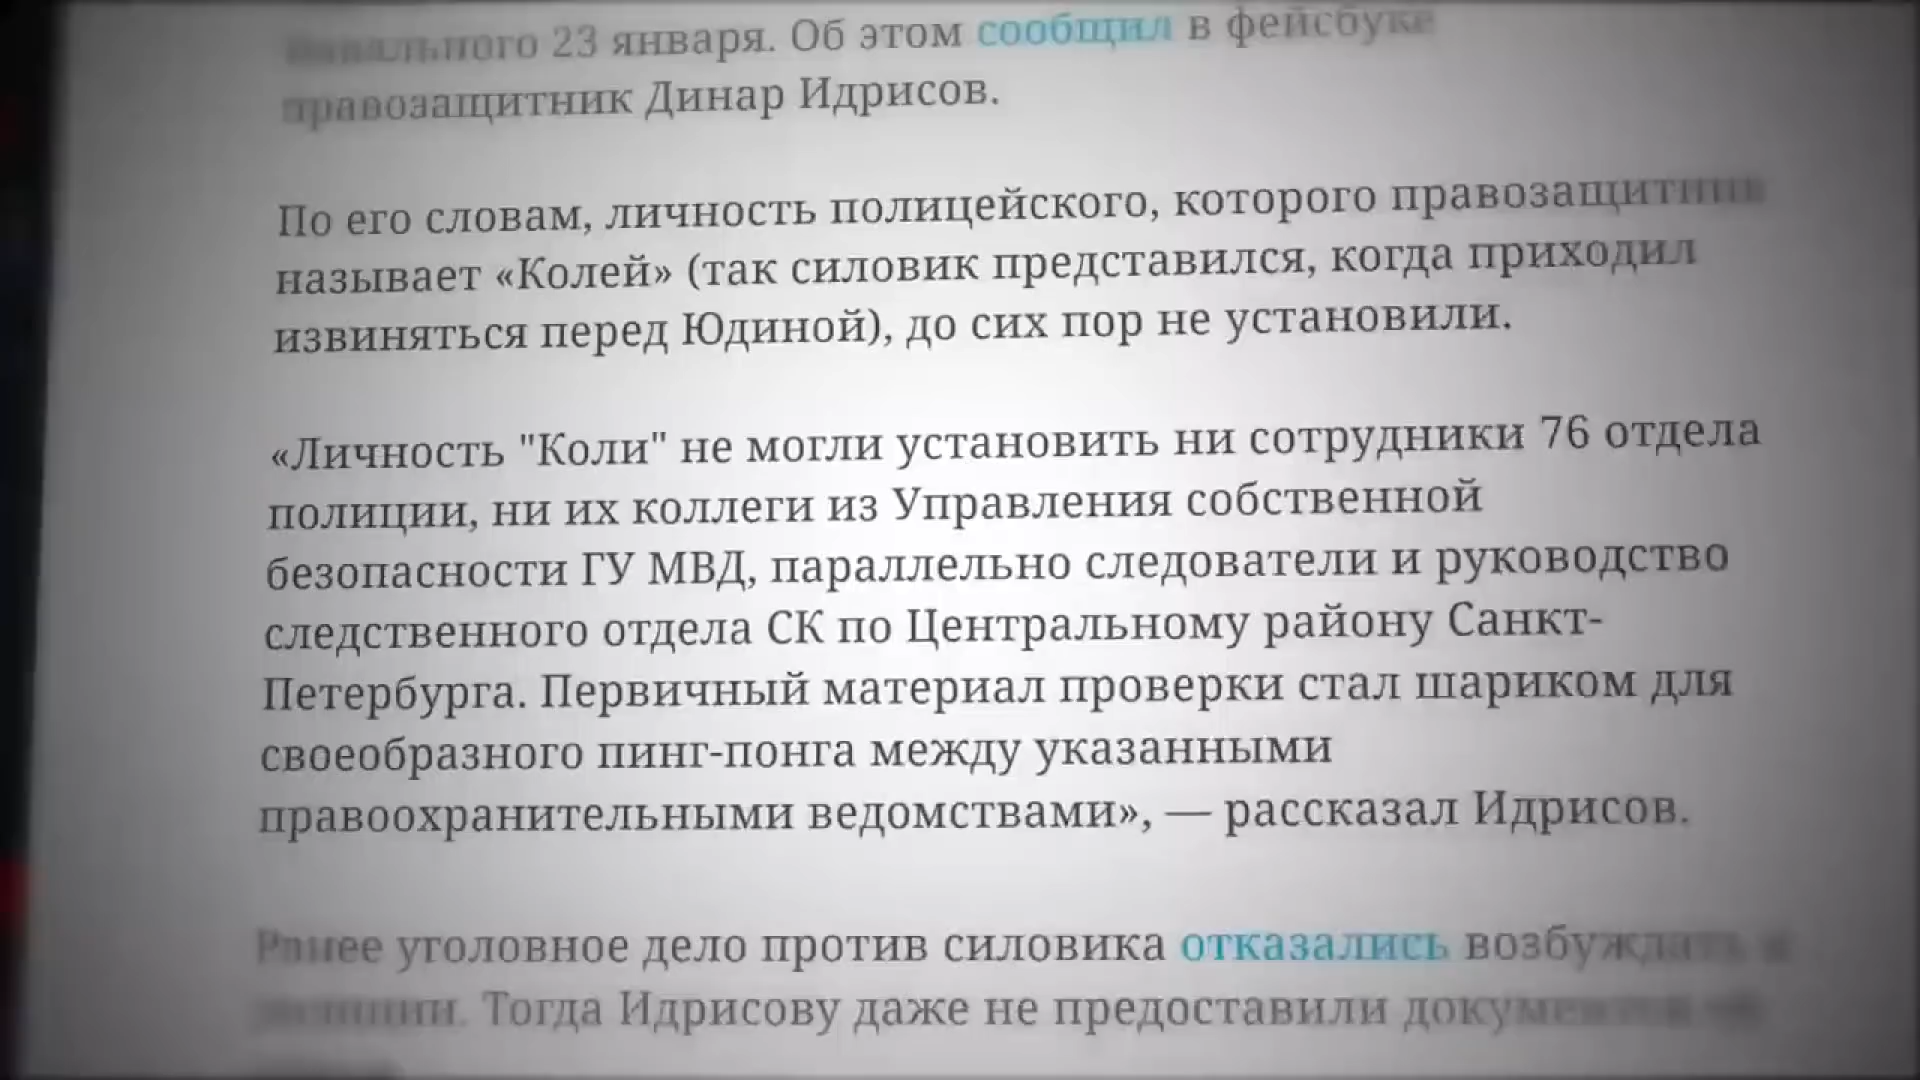 23 января. Об этом сообщил в фейсбуке
правозащитник Динар Идрисов.
По его словам, личность полицейского, которого правозащитник
называет «Колей» (так силовик представился, когда приходил
извиняться перед Юдиной), до сих пор не установили.
«Личность "Коли" не могли установить ни сотрудники 76 отдела
полиции, ни их коллеги из Управления собственной
безопасности ГУ МВД, параллельно следователи и руководство
следственного отдела СК по Центральному району Санкт-
Петербурга. Первичный материал проверки стал шариком для
своеобразного пинг-понга между указанными
правоохранительными ведомствами», — рассказал Идрисов.
Ранее уголовное дело против силовика отказались возбуждать
Тогда Идрисову даже не предоставили